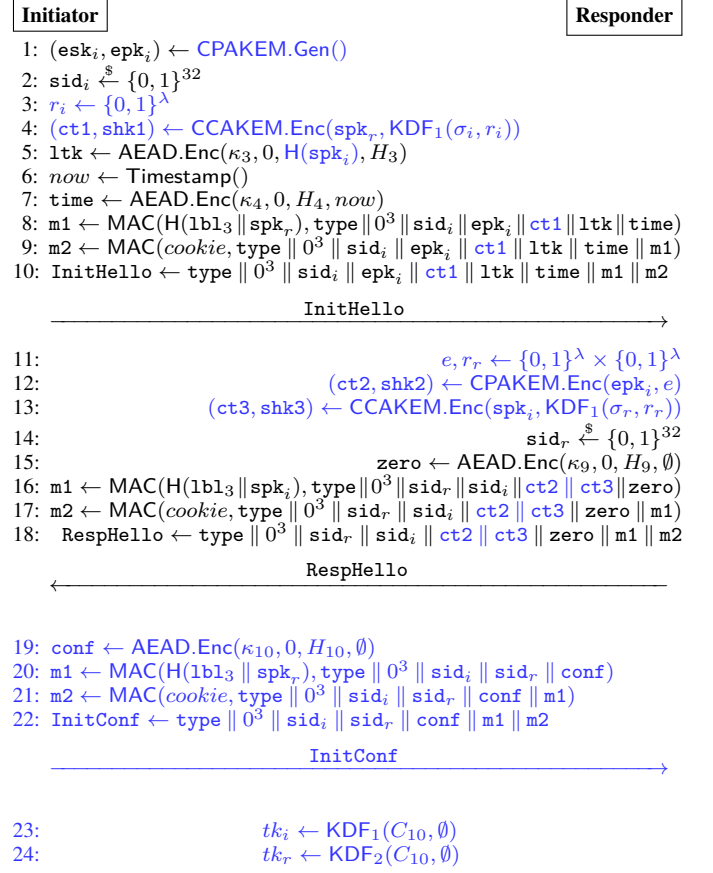 Initiator Responder
1: (esk_i, epk_i) ← CPAKEM.Gen()
2: sid_i ←$ {0, 1}^32
3: r_i ← {0, 1}^λ
4: (ct1, shk1) ← CCAKEM.Enc(spk_r, KDF_1(σ_i, r_i))
5: ltk ← AEAD.Enc(κ_3, 0, H(spk_i), H_3)
6: now ← Timestamp()
7: time ← AEAD.Enc(κ_4, 0, H_4, now)
8: m1 ← MAC(H(lbl_3 ∥ spk_r), type ∥ 0^3 ∥ sid_i ∥ epk_i ∥ ct1 ∥ ltk ∥ time)
9: m2 ← MAC(cookie, type ∥ 0^3 ∥ sid_i ∥ epk_i ∥ ct1 ∥ ltk ∥ time ∥ m1)
10: InitHello ← type ∥ 0^3 ∥ sid_i ∥ epk_i ∥ ct1 ∥ ltk ∥ time ∥ m1 ∥ m2
InitHello
11: e, r_r ← {0, 1}^λ × {0, 1}^λ
12: (ct2, shk2) ← CPAKEM.Enc(epk_i, e)
13: (ct3, shk3) ← CCAKEM.Enc(spk_i, KDF_1(σ_r, r_r))
14: sid_r ←$ {0, 1}^32
15: zero ← AEAD.Enc(κ_9, 0, H_9, ∅)
16: m1 ← MAC(H(lbl_3 ∥ spk_i), type ∥ 0^3 ∥ sid_r ∥ sid_i ∥ ct2 ∥ ct3 ∥ zero)
17: m2 ← MAC(cookie, type ∥ 0^3 ∥ sid_r ∥ sid_i ∥ ct2 ∥ ct3 ∥ zero ∥ m1)
18: RespHello ← type ∥ 0^3 ∥ sid_r ∥ sid_i ∥ ct2 ∥ ct3 ∥ zero ∥ m1 ∥ m2
RespHello
19: conf ← AEAD.Enc(κ_10, 0, H_10, ∅)
20: m1 ← MAC(H(lbl_3 ∥ spk_r), type ∥ 0^3 ∥ sid_i ∥ sid_r ∥ conf)
21: m2 ← MAC(cookie, type ∥ 0^3 ∥ sid_i ∥ sid_r ∥ conf ∥ m1)
22: InitConf ← type ∥ 0^3 ∥ sid_i ∥ sid_r ∥ conf ∥ m1 ∥ m2
InitConf
23: tk_i ← KDF_1(C_10, ∅)
24: tk_r ← KDF_2(C_10, ∅)